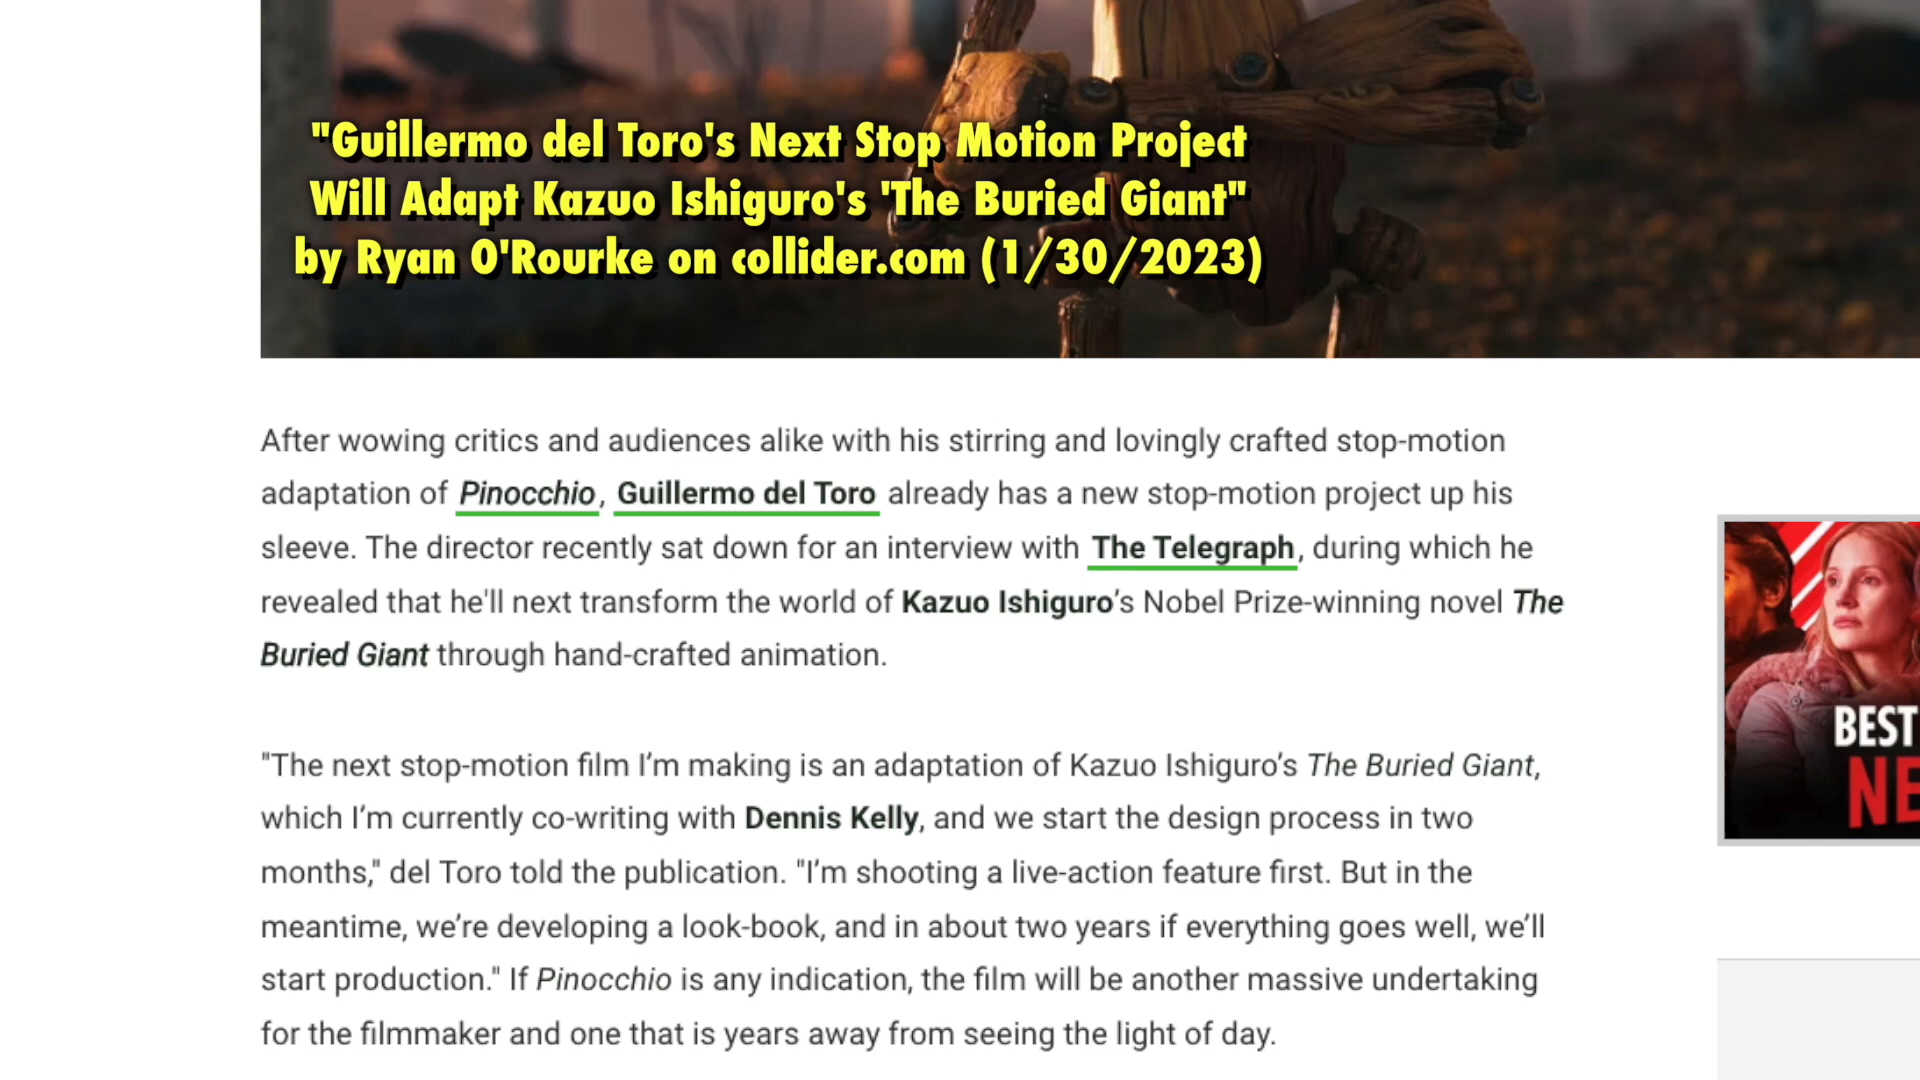 "Guillermo del Toro's Next Stop Motion Project
Will Adapt Kazuo Ishiguro's 'The Buried Giant"
by Ryan O'Rourke on collider.com (1/30/2023)
After wowing critics and audiences alike with his stirring and lovingly crafted stop-motion
adaptation of Pinocchio, Guillermo del Toro already has a new stop-motion project up his
sleeve. The director recently sat down for an interview with The Telegraph, during which he
revealed that he'll next transform the world of Kazuo Ishiguro’s Nobel Prize-winning novel The
Buried Giant through hand-crafted animation.
"The next stop-motion film I’m making is an adaptation of Kazuo Ishiguro’s The Buried Giant,
which I’m currently co-writing with Dennis Kelly, and we start the design process in two
months," del Toro told the publication. "I’m shooting a live-action feature first. But in the
meantime, we’re developing a look-book, and in about two years if everything goes well, we’ll
start production." If Pinocchio is any indication, the film will be another massive undertaking
for the filmmaker and one that is years away from seeing the light of day.
BEST
NE